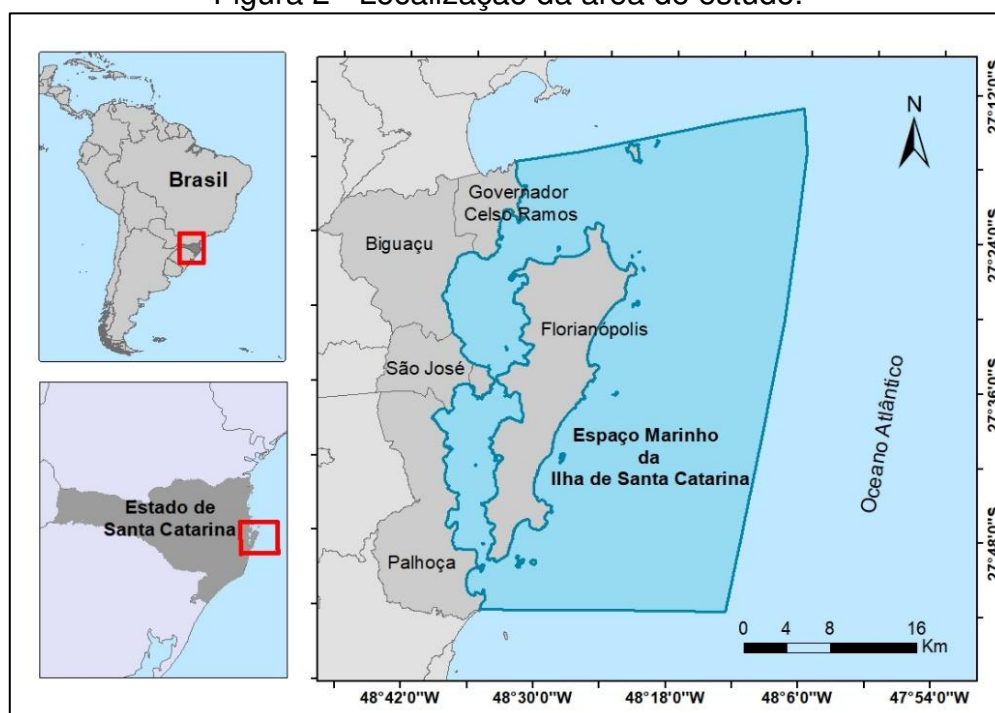 Figura 2 - Localização da área de estudo.
Brasil
Estado de
Santa Catarina
Governador
Celso Ramos
Biguaçu
Florianópolis
São José
Espaço Marinho
da
Ilha de Santa Catarina
Palhoça
Oceano Atlântico
N
0 4 8 16
Km
27°12'0"S
27°24'0"S
27°36'0"S
27°48'0"S
48°42'0"W 48°30'0"W 48°18'0"W 48°6'0"W 47°54'0"W